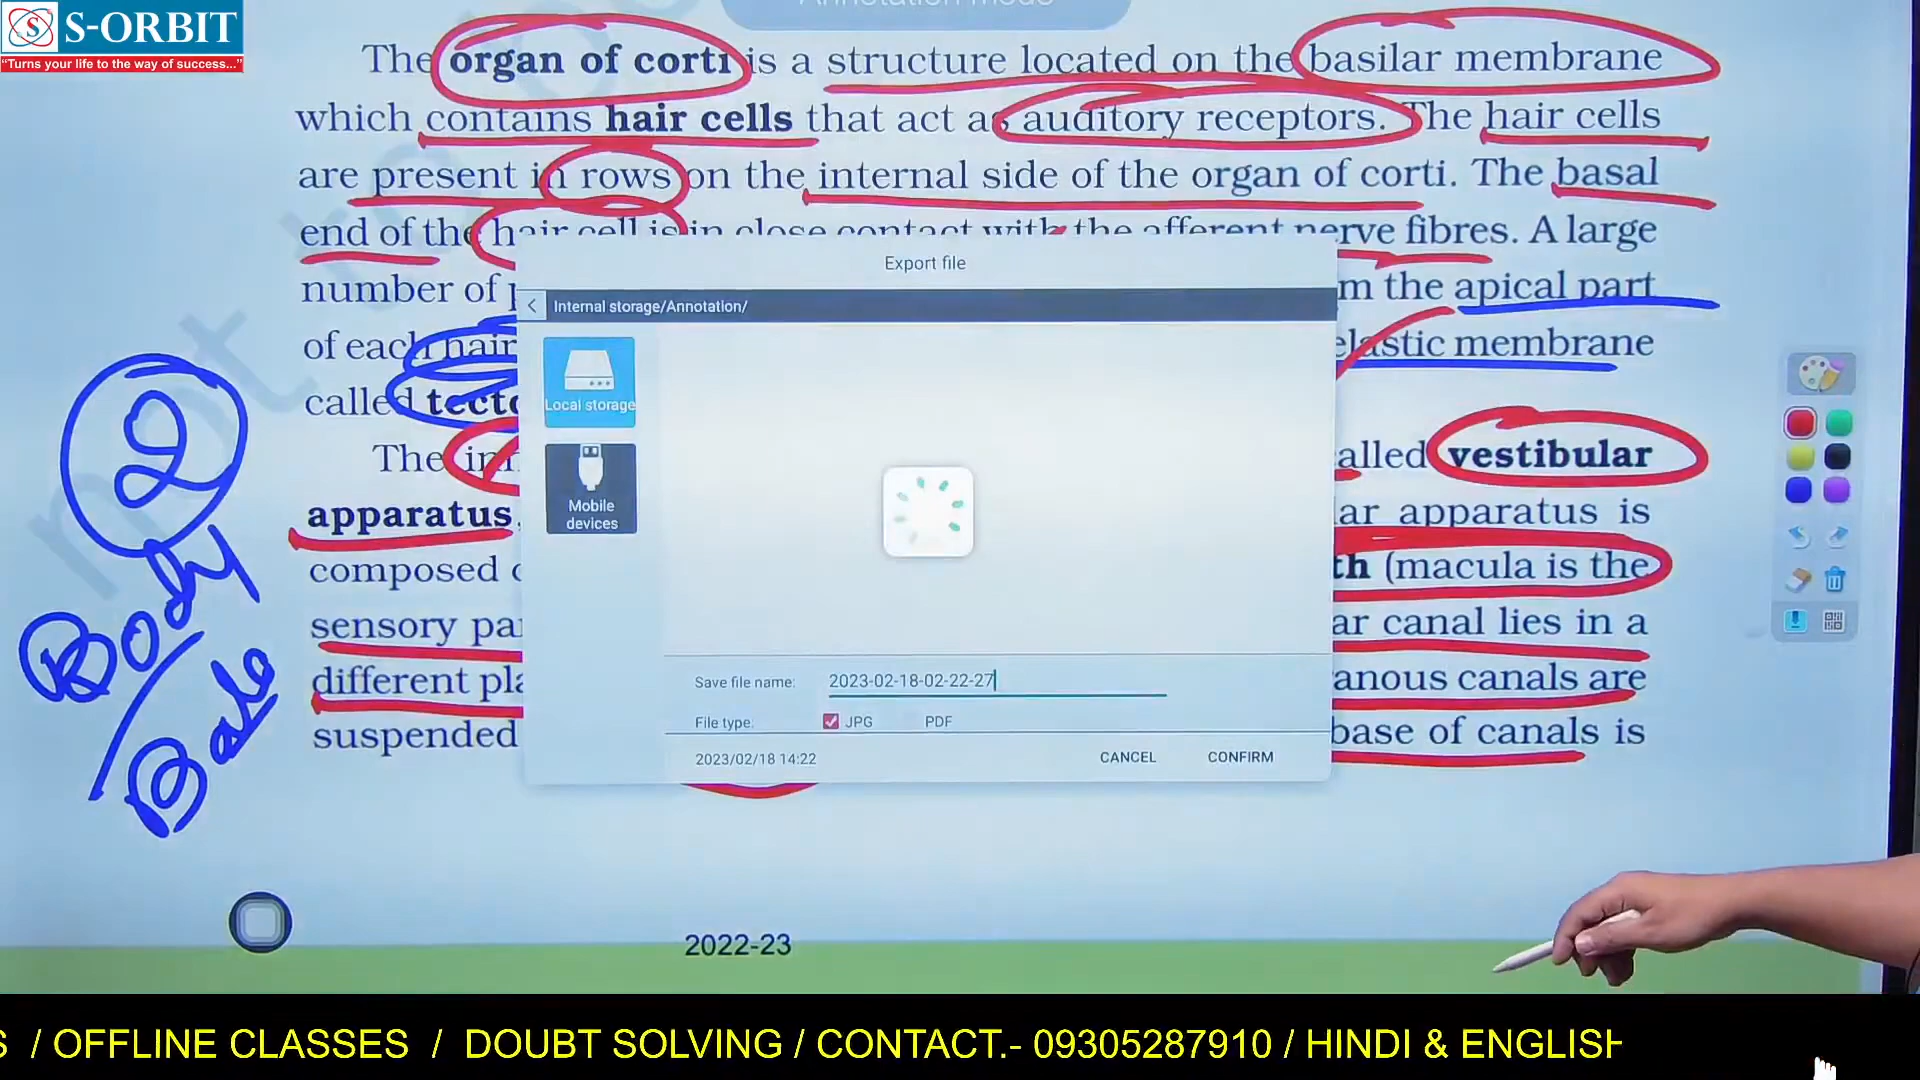 Annotation mode
S-ORBIT
"Turns your life to the way of success..."
The organ of corti is a structure located on the basilar membrane
which contains hair cells that act as auditory receptors. The hair cells
are present in rows on the internal side of the organ of corti. The basal
end of the hair cell is in close contact with the afferent nerve fibres. A large
number of
m the apical part
of each hair
elastic membrane
called tecto
The inn
alled vestibular
apparatus,
ar apparatus is
composed
th (macula is the
sensory pa
ar canal lies in a
different pla
anous canals are
suspended
base of canals is
2
Body
Bale
Export file
Internal storage/Annotation/
Local storage
Mobile
devices
Save file name: 2023-02-18-02-22-27
File type: JPG PDF
2023/02/18 14:22 CANCEL CONFIRM
2022-23
S / OFFLINE CLASSES / DOUBT SOLVING / CONTACT.- 09305287910 / HINDI & ENGLISH